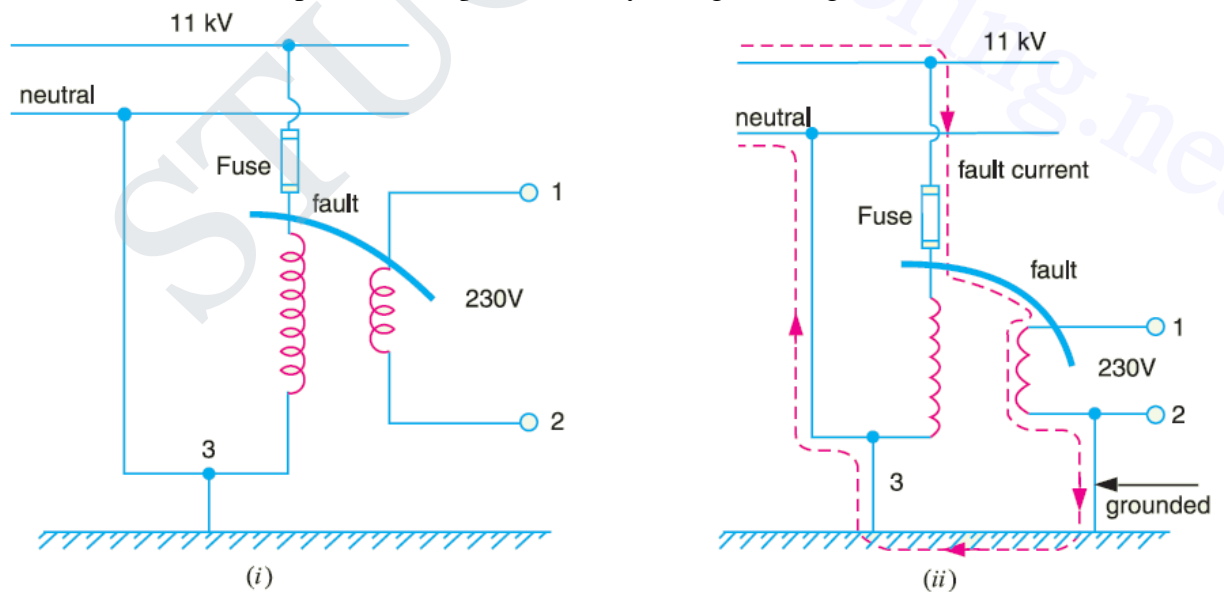 11 kV
neutral
Fuse
fault
1
230V
2
3
(i)
11 kV
neutral
fault current
Fuse
fault
1
230V
2
3
grounded
(ii)
STU